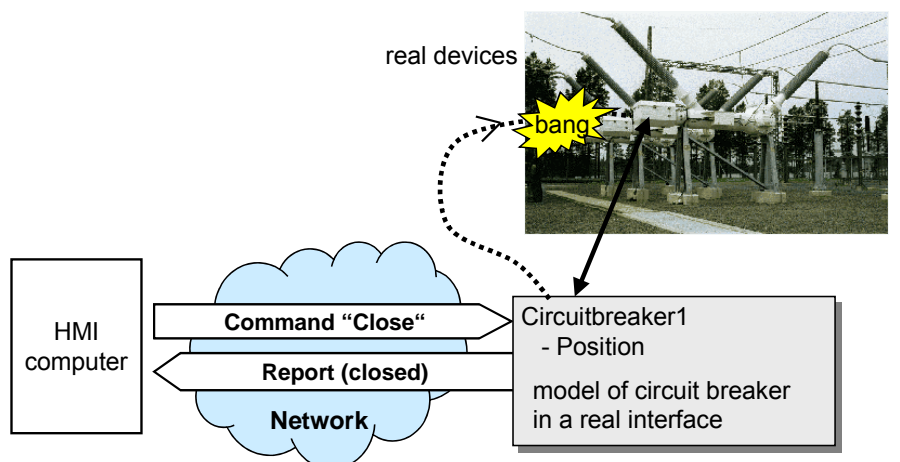 real devices
bang
HMI
computer
Command “Close“
Report (closed)
Network
Circuitbreaker1
- Position
model of circuit breaker
in a real interface